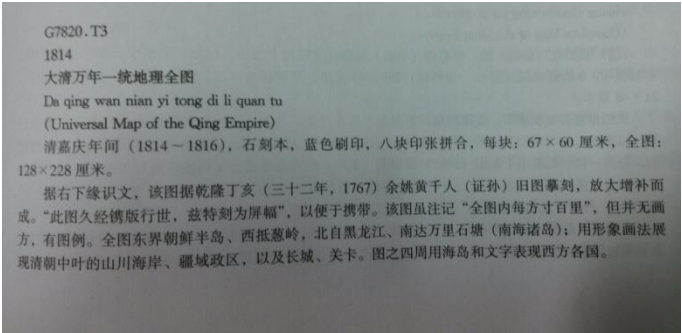 G7820.T3
1814
大清万年一统地理全图
Da qing wan nian yi tong di li quan tu
(Universal Map of the Qing Empire)
清嘉庆年间（1814～1816），石刻本，蓝色刷印，八块印张拼合，每块：67×60 厘米，全图：
128×228 厘米。
据右下缘识文，该图据乾隆丁亥（三十二年，1767）余姚黄千人（证孙）旧图摹刻，放大增补而
成。“此图久经镌版行世，兹特刻为屏幅”，以便于携带。该图虽注记“全图内每方寸百里”，但并无画
方，有图例。全图东界朝鲜半岛、西抵葱岭，北自黑龙江、南达万里石塘（南海诸岛）；用形象画法展
现清朝中叶的山川海岸、疆域政区，以及长城、关卡。图之四周用海岛和文字表现西方各国。